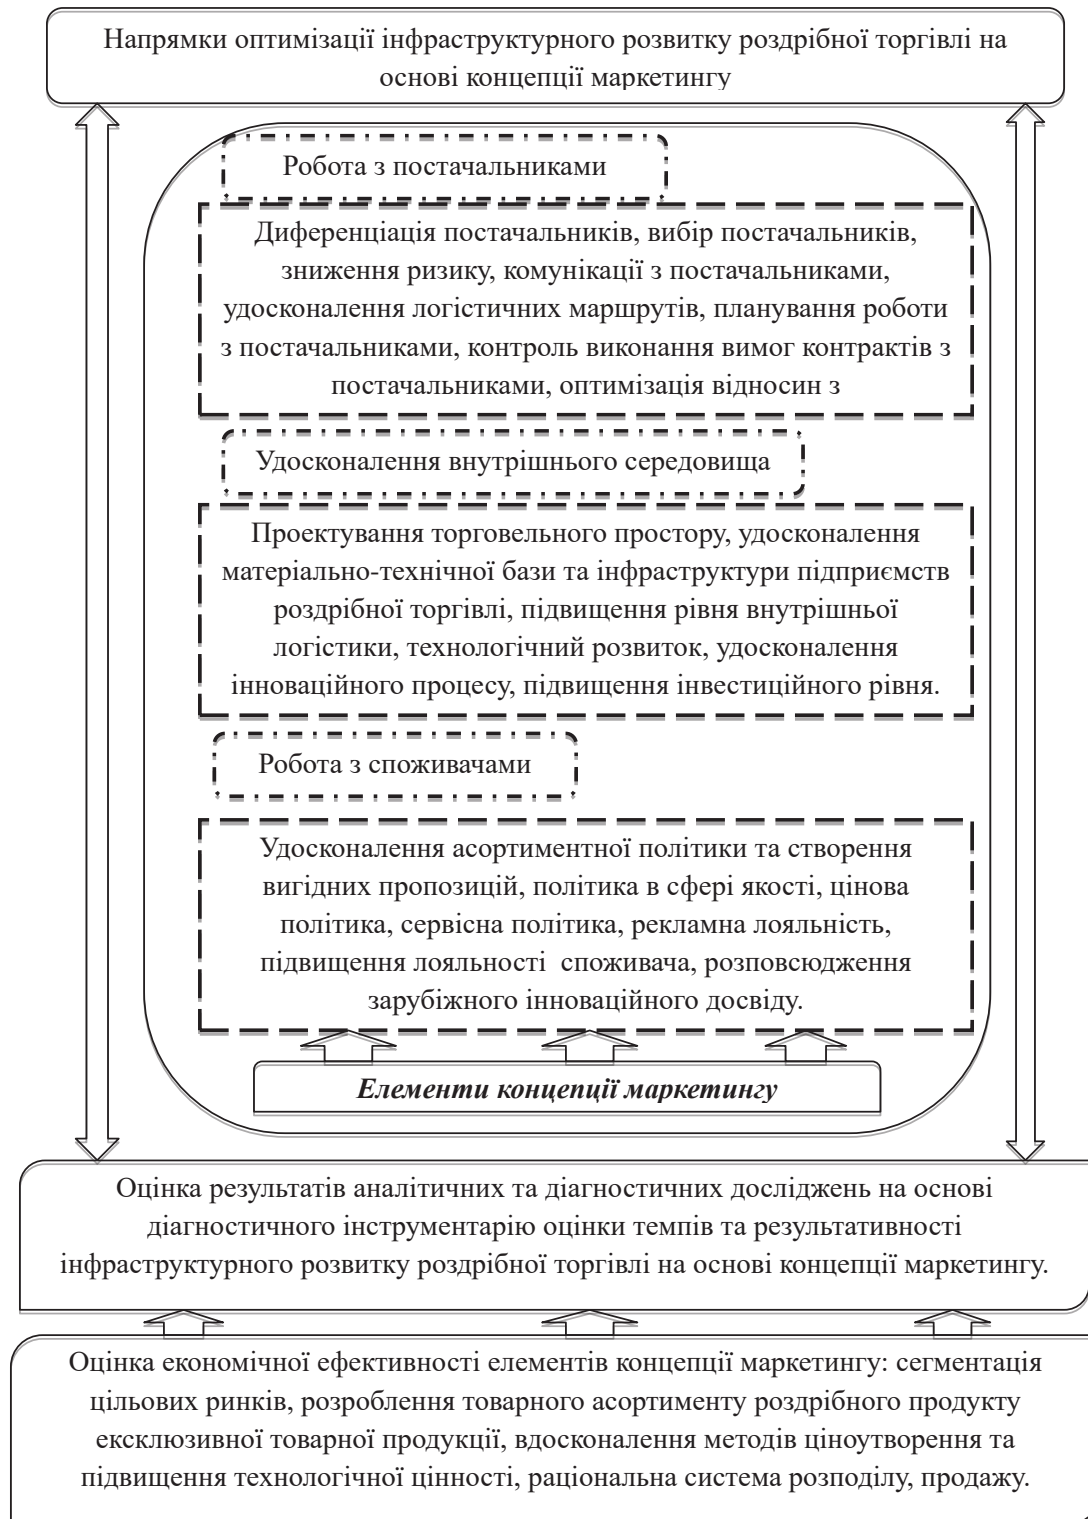 Напрямки оптимізації інфраструктурного розвитку роздрібної торгівлі на
основі концепції маркетингу
Робота з постачальниками
Диференціація постачальників, вибір постачальників,
зниження ризику, комунікації з постачальниками,
удосконалення логістичних маршрутів, планування роботи
з постачальниками, контроль виконання вимог контрактів з
постачальниками, оптимізація відносин з
Удосконалення внутрішнього середовища
Проектування торговельного простору, удосконалення
матеріально-технічної бази та інфраструктури підприємств
роздрібної торгівлі, підвищення рівня внутрішньої
логістики, технологічний розвиток, удосконалення
інноваційного процесу, підвищення інвестиційного рівня.
Робота з споживачами
Удосконалення асортиментної політики та створення
вигідних пропозицій, політика в сфері якості, цінова
політика, сервісна політика, рекламна лояльність,
підвищення лояльності споживача, розповсюдження
зарубіжного інноваційного досвіду.
Елементи концепції маркетингу
Оцінка результатів аналітичних та діагностичних досліджень на основі
діагностичного інструментарію оцінки темпів та результативності
інфраструктурного розвитку роздрібної торгівлі на основі концепції маркетингу.
Оцінка економічної ефективності елементів концепції маркетингу: сегментація
цільових ринків, розроблення товарного асортименту роздрібного продукту
ексклюзивної товарної продукції, вдосконалення методів ціноутворення та
підвищення технологічної цінності, раціональна система розподілу, продажу.